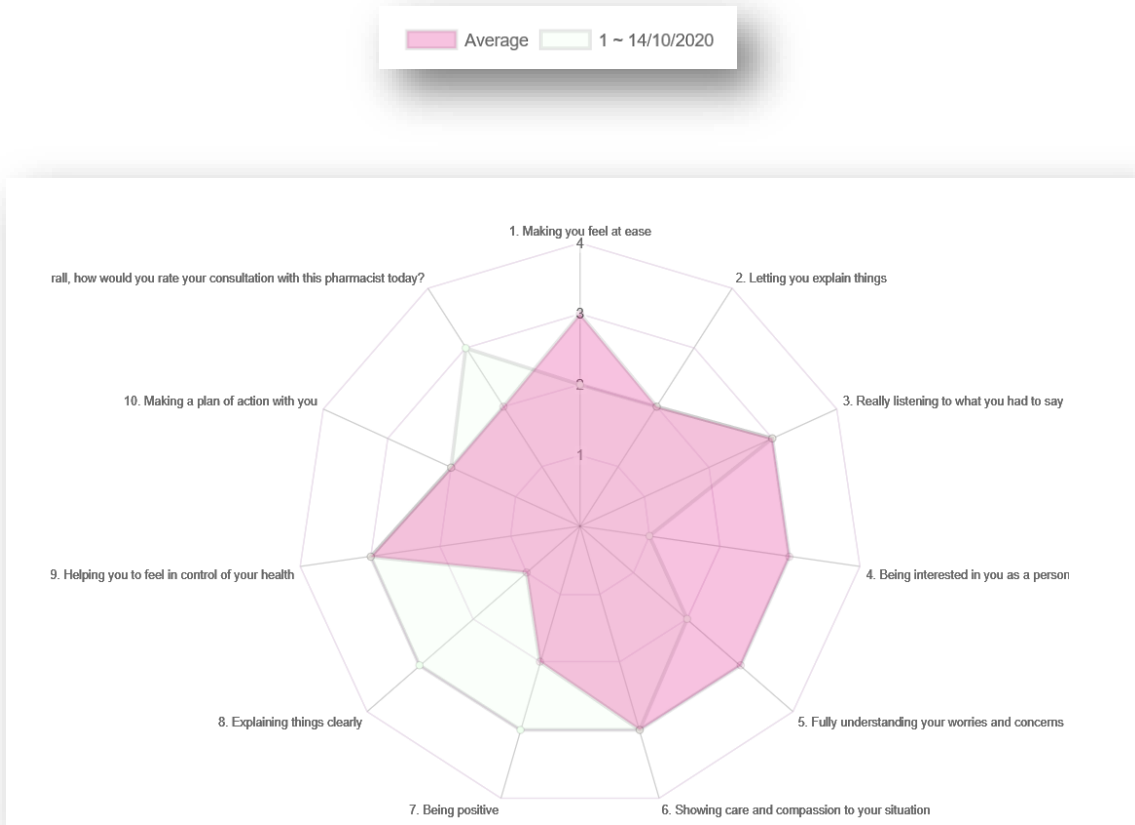 Average 1 ~ 14/10/2020
1. Making you feel at ease
4
rall, how would you rate your consultation with this pharmacist today?
2. Letting you explain things
3
2
10. Making a plan of action with you
3. Really listening to what you had to say
1
9. Helping you to feel in control of your health
4. Being interested in you as a person
8. Explaining things clearly
5. Fully understanding your worries and concerns
7. Being positive
6. Showing care and compassion to your situation